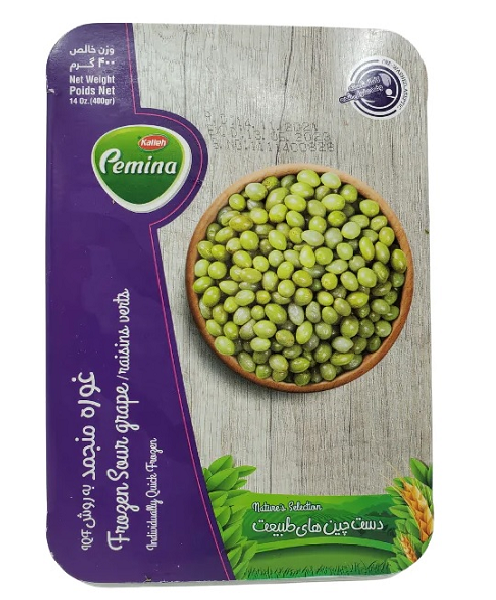 وزن خالص
۴۰۰ گرم
Net Weight
Poids Net
14 Oz.(400gr)
Kalleh
Pemina
غوره منجمد به روش IQF
Frozen Sour grape/raisins verts
Individually Quick Frozen
Nature's Selection
دست چین های طبیعت